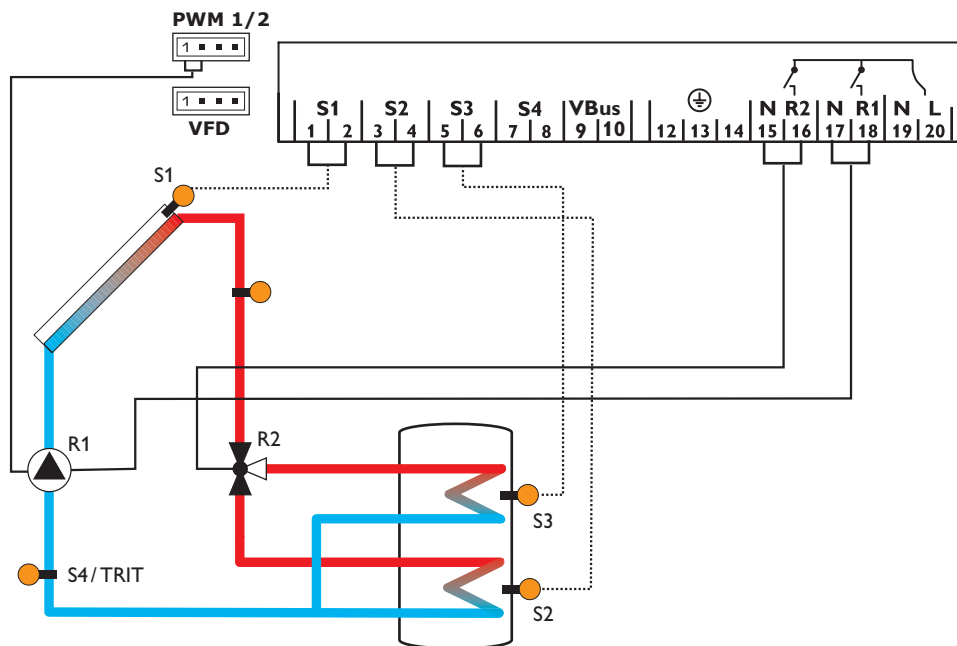 PWM 1/2
1
1
VFD
S1 S2 S3 S4 VBus N R2 N R1 N L
1 2 3 4 5 6 7 8 9 10 12 13 14 15 16 17 18 19 20
S1
R1
R2
S3
S4/TRIT
S2